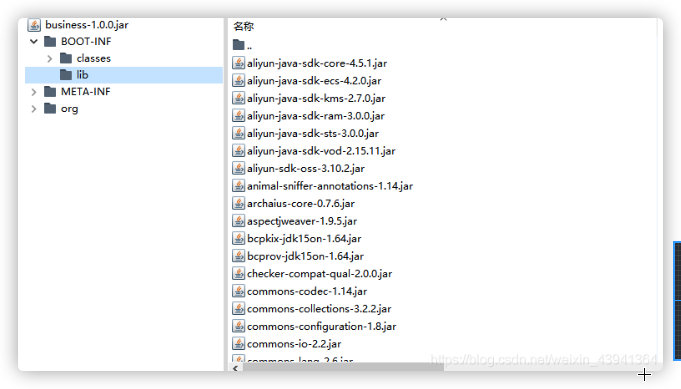 business-1.0.0.jar
BOOT-INF
classes
lib
META-INF
org
名称
..
aliyun-java-sdk-core-4.5.1.jar
aliyun-java-sdk-ecs-4.2.0.jar
aliyun-java-sdk-kms-2.7.0.jar
aliyun-java-sdk-ram-3.0.0.jar
aliyun-java-sdk-sts-3.0.0.jar
aliyun-java-sdk-vod-2.15.11.jar
aliyun-sdk-oss-3.10.2.jar
animal-sniffer-annotations-1.14.jar
archaius-core-0.7.6.jar
aspectjweaver-1.9.5.jar
bcpkix-jdk15on-1.64.jar
bcprov-jdk15on-1.64.jar
checker-compat-qual-2.0.0.jar
commons-codec-1.14.jar
commons-collections-3.2.2.jar
commons-configuration-1.8.jar
commons-io-2.2.jar
commons-lang-2.6.jar
https://blog.csdn.net/weixin_43941364